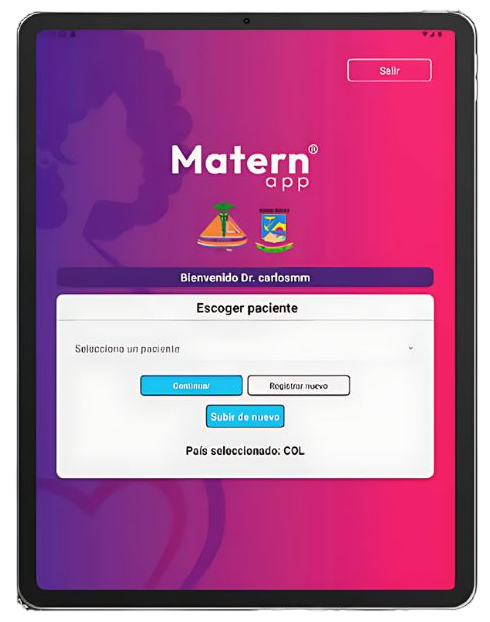 Salir
Matern®
app
Bienvenido Dr. carlosmm
Escoger paciente
Selecciona un paciente
Continuar
Registrar nuevo
Subir de nuevo
País seleccionado: COL